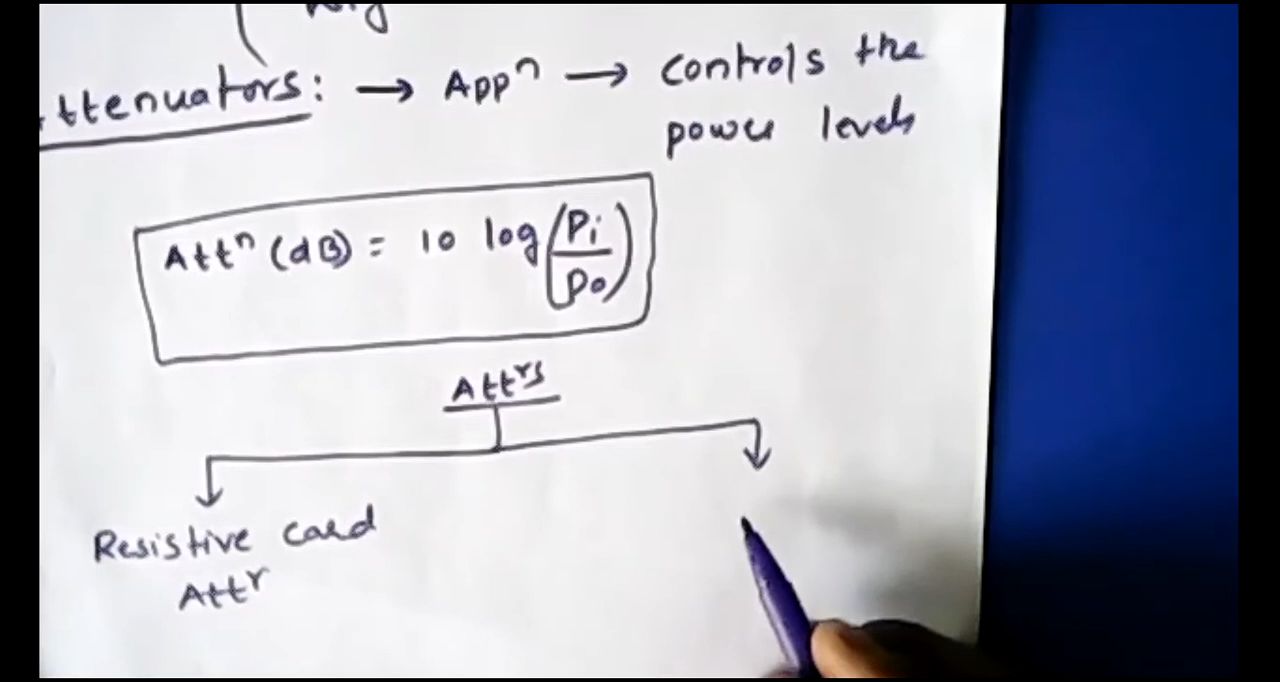 ttenuators: → Appⁿ → controls the
power levels
Attⁿ (dB) = 10 log (Pi/Po)
Attʳˢ
Resistive card
Attʳ